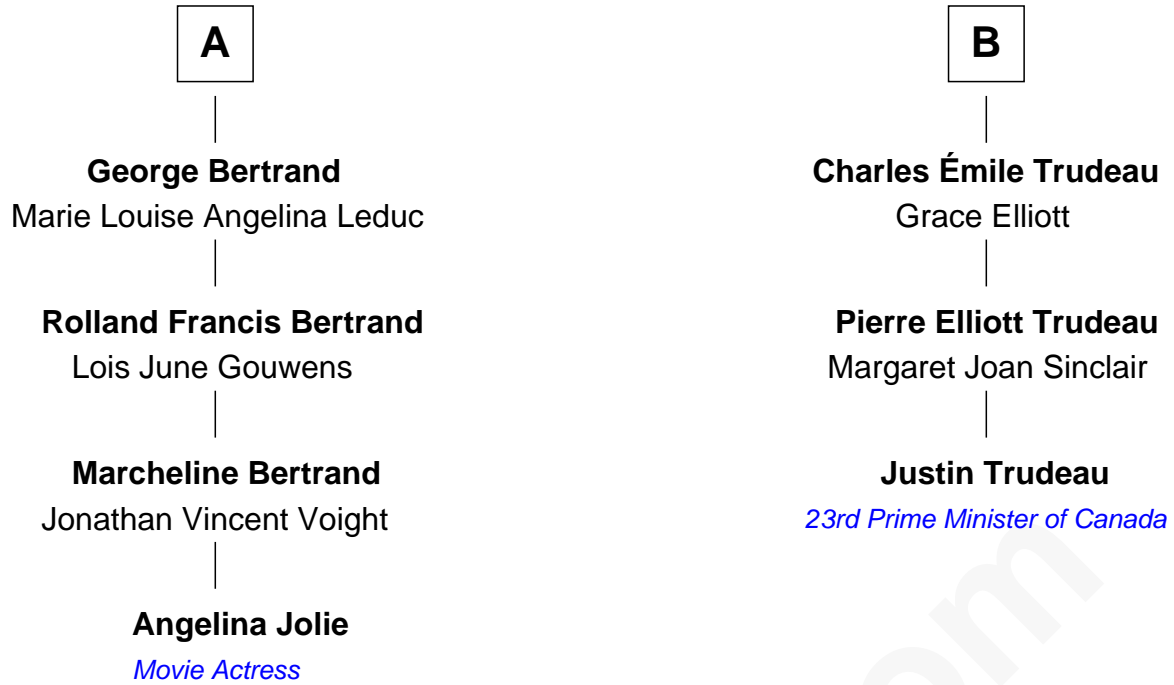 A
George Bertrand
Marie Louise Angelina Leduc
Rolland Francis Bertrand
Lois June Gouwens
Marcheline Bertrand
Jonathan Vincent Voight
Angelina Jolie
Movie Actress
B
Charles Émile Trudeau
Grace Elliott
Pierre Elliott Trudeau
Margaret Joan Sinclair
Justin Trudeau
23rd Prime Minister of Canada
om